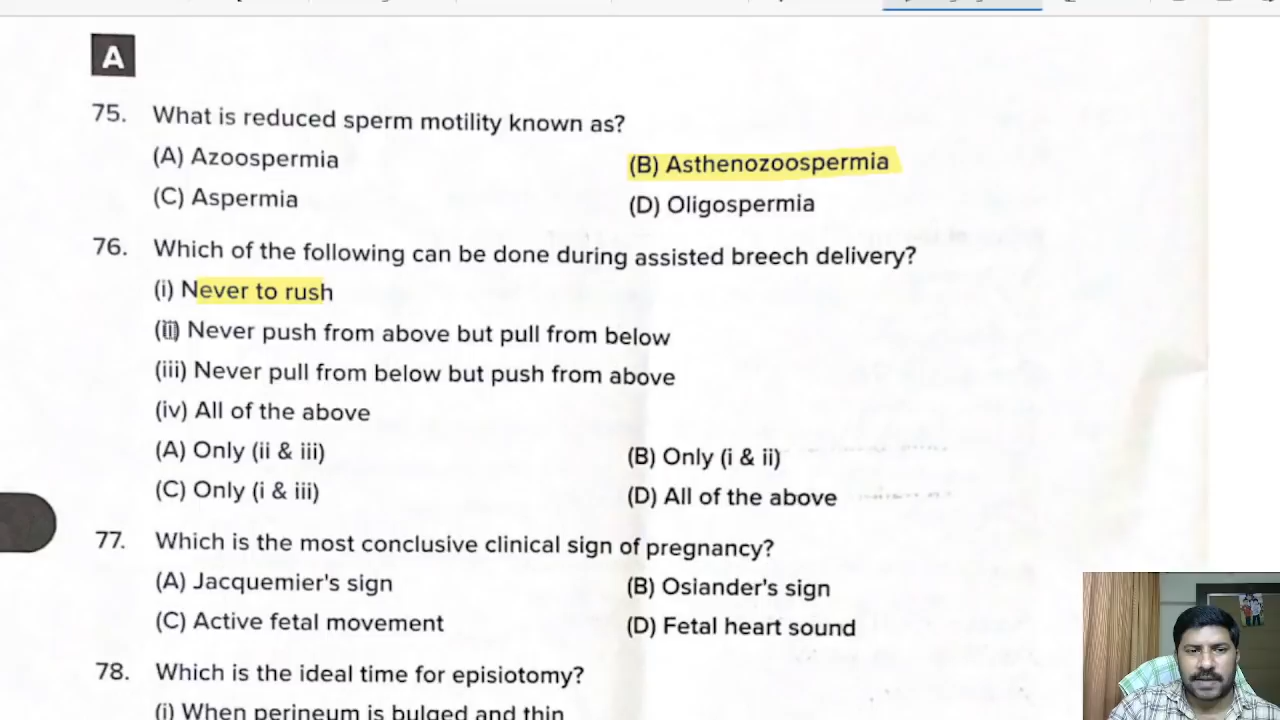 A
75. What is reduced sperm motility known as?
(A) Azoospermia (B) Asthenozoospermia
(C) Aspermia (D) Oligospermia
76. Which of the following can be done during assisted breech delivery?
(i) Never to rush
(ii) Never push from above but pull from below
(iii) Never pull from below but push from above
(iv) All of the above
(A) Only (ii & iii) (B) Only (i & ii)
(C) Only (i & iii) (D) All of the above
77. Which is the most conclusive clinical sign of pregnancy?
(A) Jacquemier's sign (B) Osiander's sign
(C) Active fetal movement (D) Fetal heart sound
78. Which is the ideal time for episiotomy?
(i) When perineum is bulged and thin